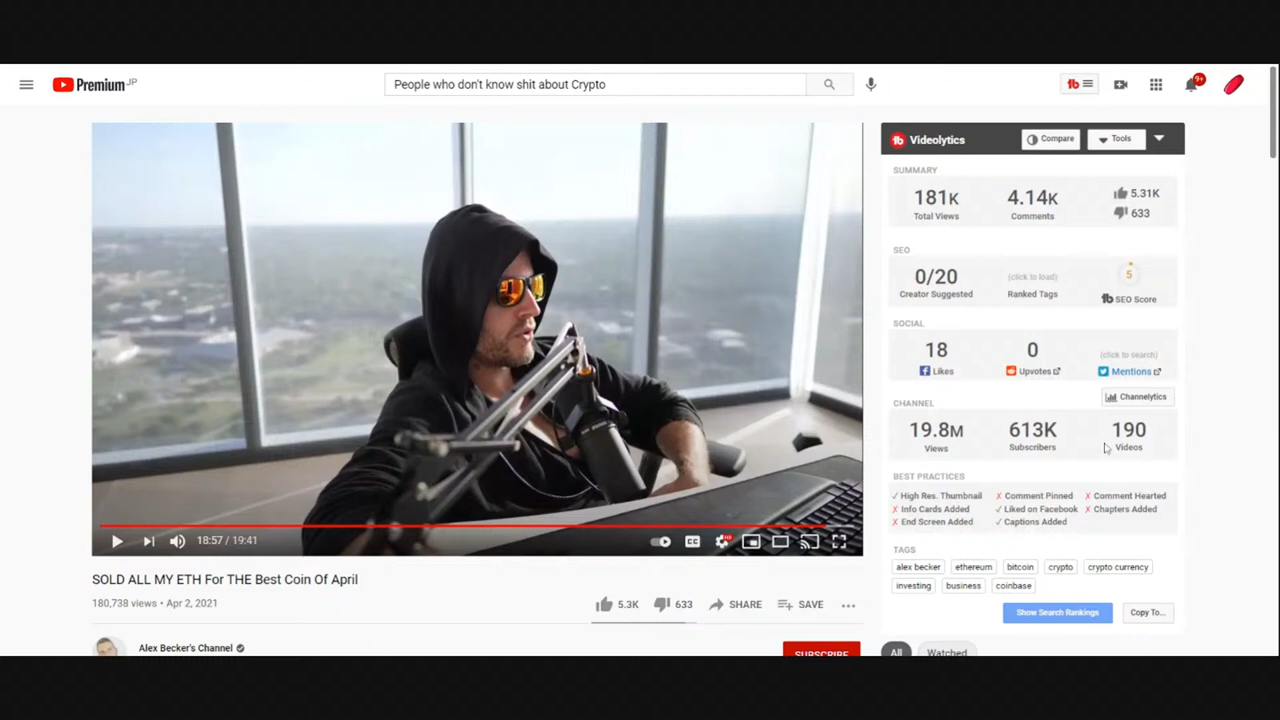 Premium JP
People who don't know shit about Crypto
tb
9+
tb Videolytics Compare Tools
SUMMARY
181K 4.14K 5.31K
Total Views Comments 633
SEO
0/20 (click to load) 5
Creator Suggested Ranked Tags tb SEO Score
SOCIAL
18 0 (click to search)
Likes Upvotes Mentions
CHANNEL Channelytics
19.8M 613K 190
Views Subscribers Videos
BEST PRACTICES
✓ High Res. Thumbnail ✗ Comment Pinned ✗ Comment Hearted
✗ Info Cards Added ✓ Liked on Facebook ✗ Chapters Added
✗ End Screen Added ✓ Captions Added
TAGS
alex becker ethereum bitcoin crypto crypto currency
investing business coinbase
Show Search Rankings Copy To...
All Watched
18:57 / 19:41 CC HD
SOLD ALL MY ETH For THE Best Coin Of April
180,738 views • Apr 2, 2021 5.3K 633 SHARE SAVE
Alex Becker's Channel
SUBSCRIBE